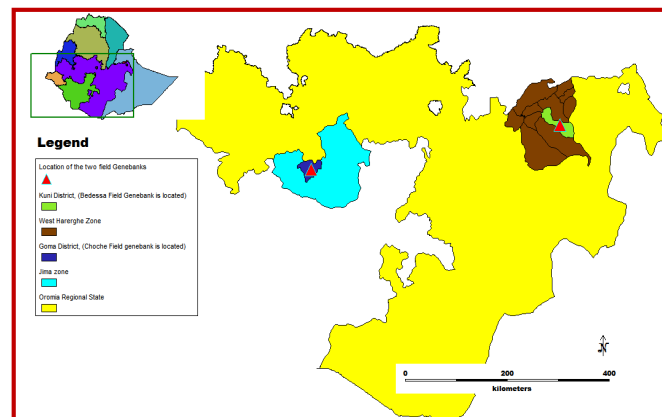 Legend
Location of the two field Genebanks
Kuni District, (Bedessa Field Genebank is located)
West Harerghe Zone
Goma District, (Choche Field genebank is located)
Jima zone
Oromia Regional State
N
0 200 400
kilometers